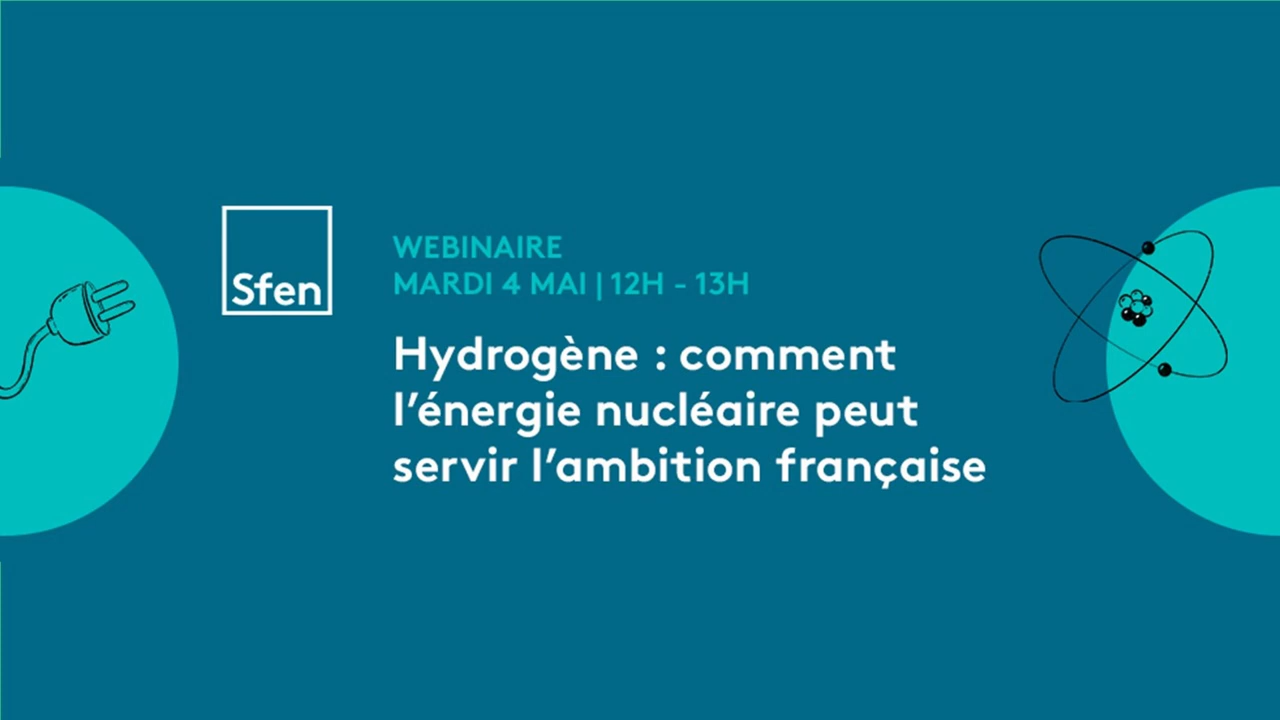 Sfen
WEBINAIRE
MARDI 4 MAI | 12H - 13H
Hydrogène : comment
l’énergie nucléaire peut
servir l’ambition française